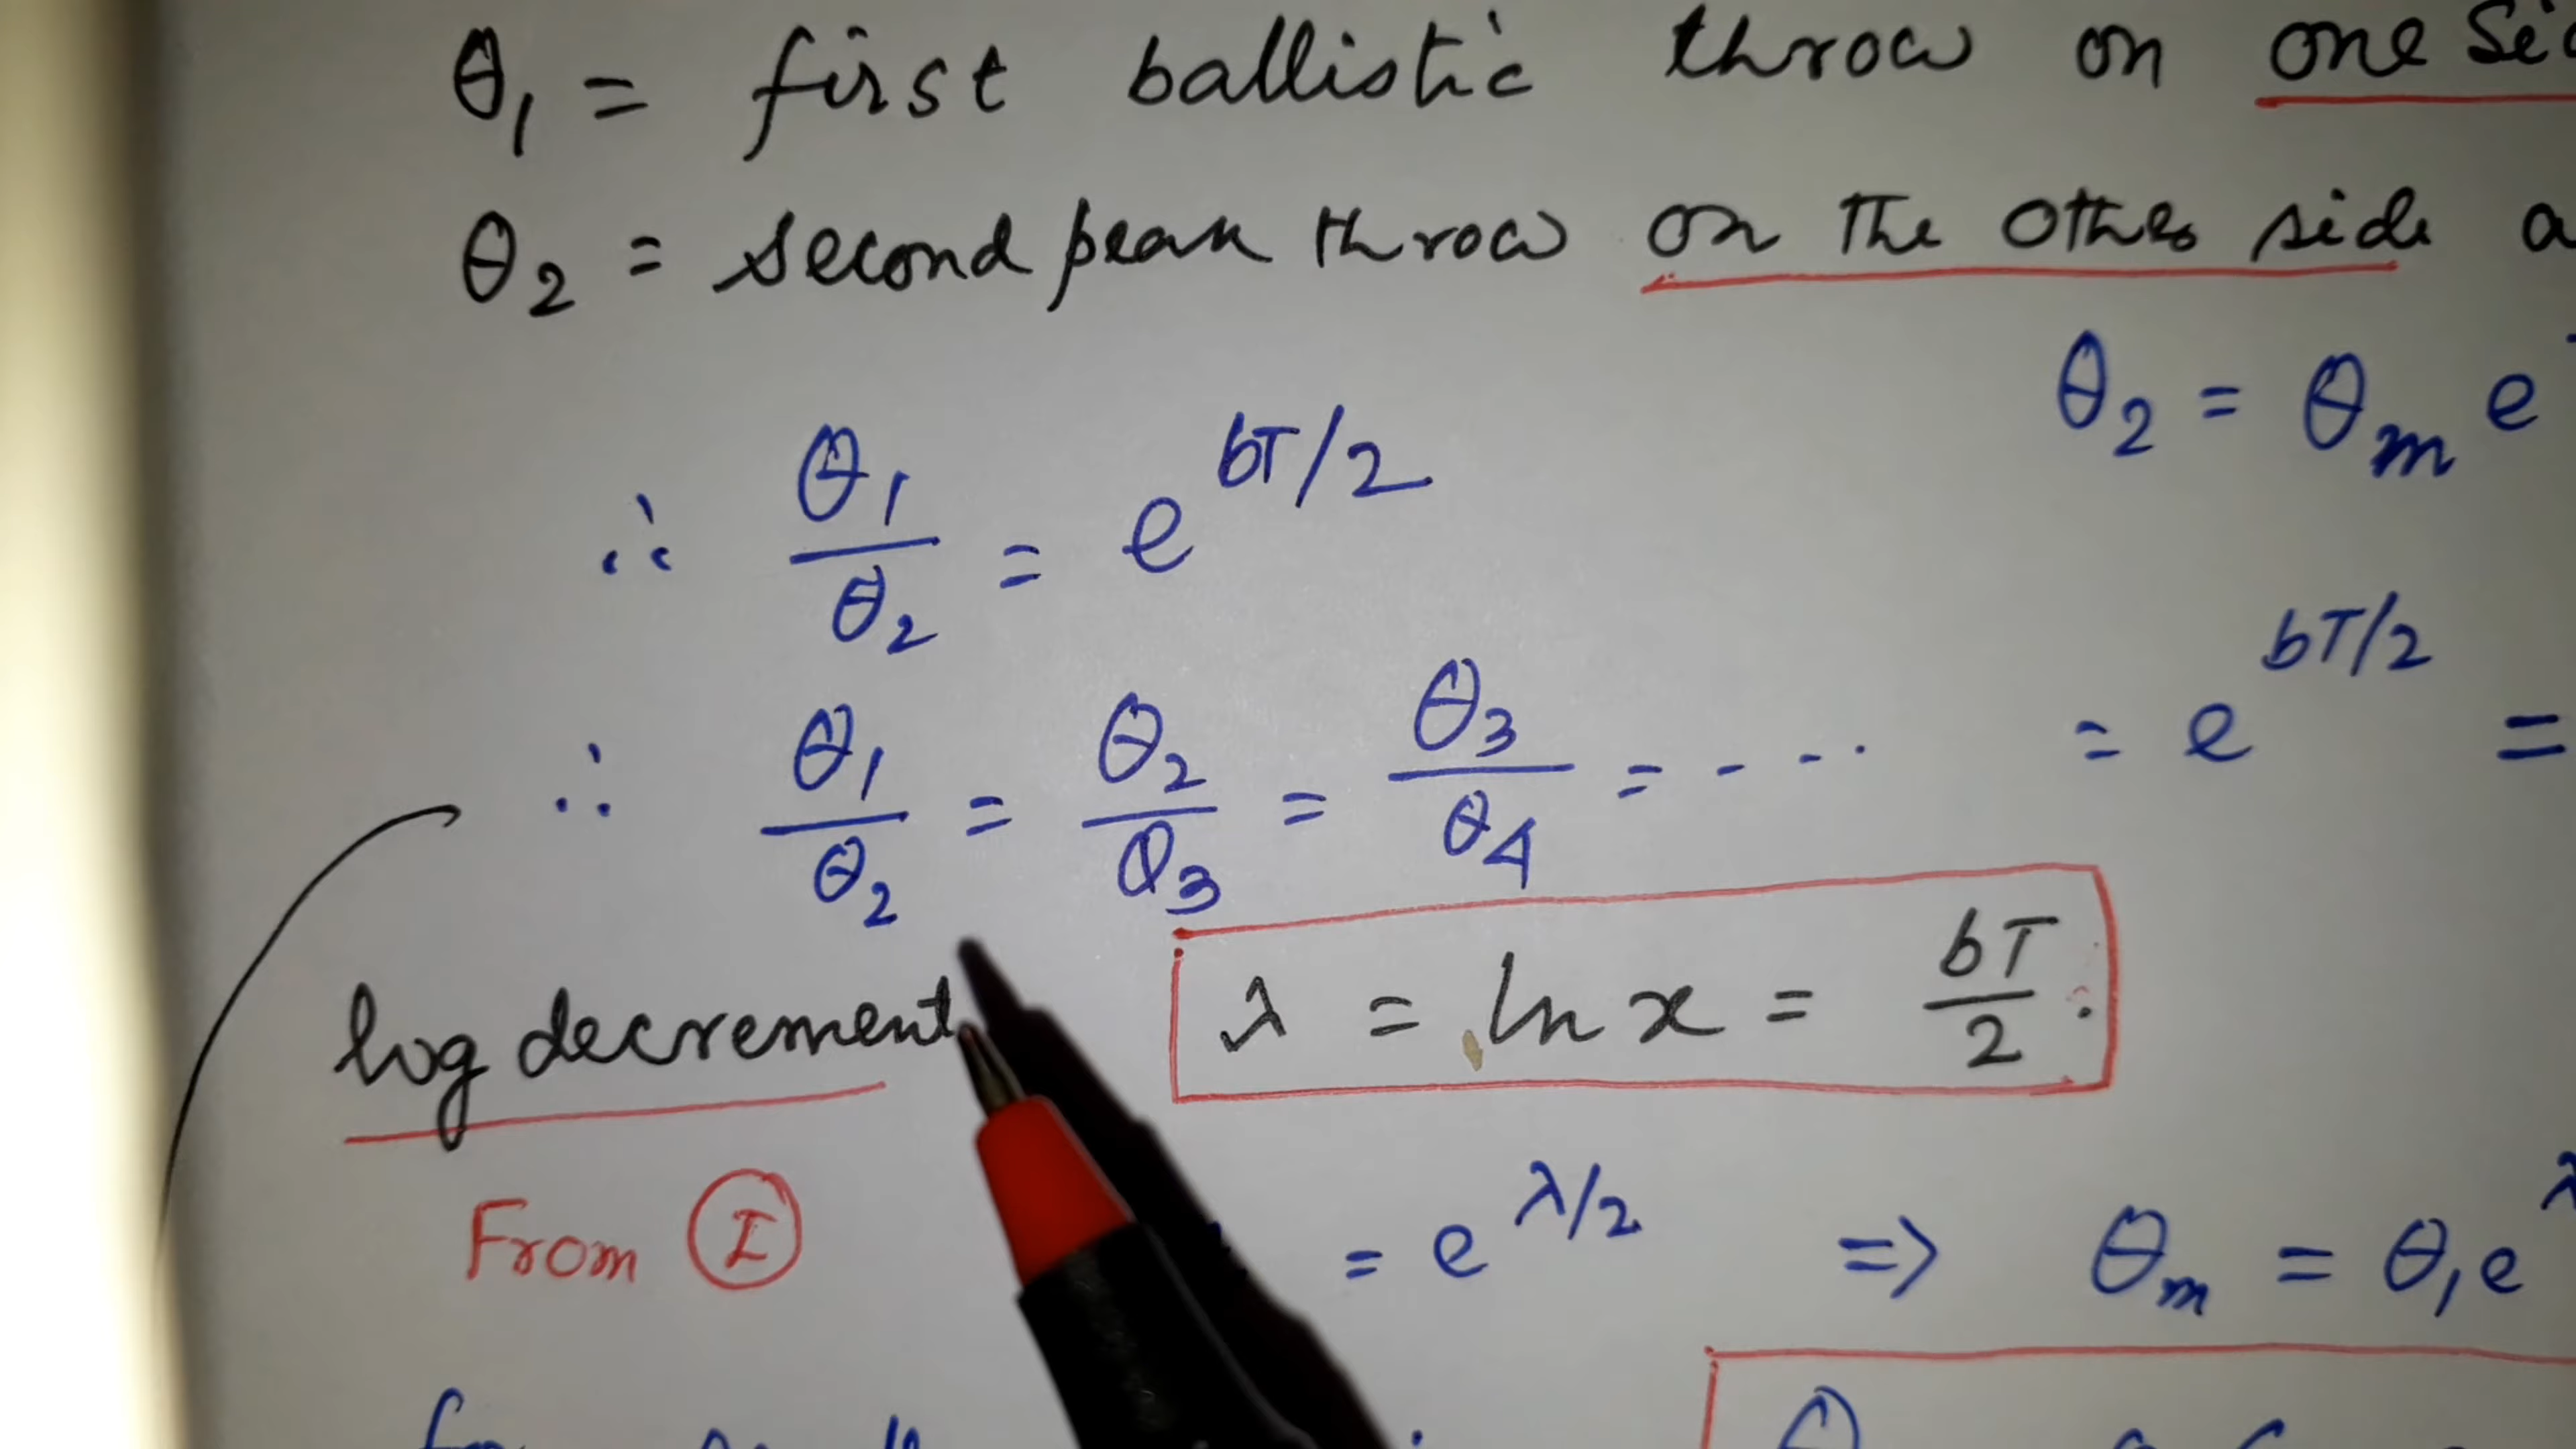 θ₁ = first ballistic throw on one
θ₂ = second peak throw on the other side
θ₂ = θₘ e
∴ θ₁/θ₂ = e^(bT/2)
∴ θ₁/θ₂ = θ₂/θ₃ = θ₃/θ₄ = - - - = e^(bT/2) =
log decrement λ = ln x = bT/2
From Ⓘ = e^(λ/2) => θₘ = θ₁e^λ